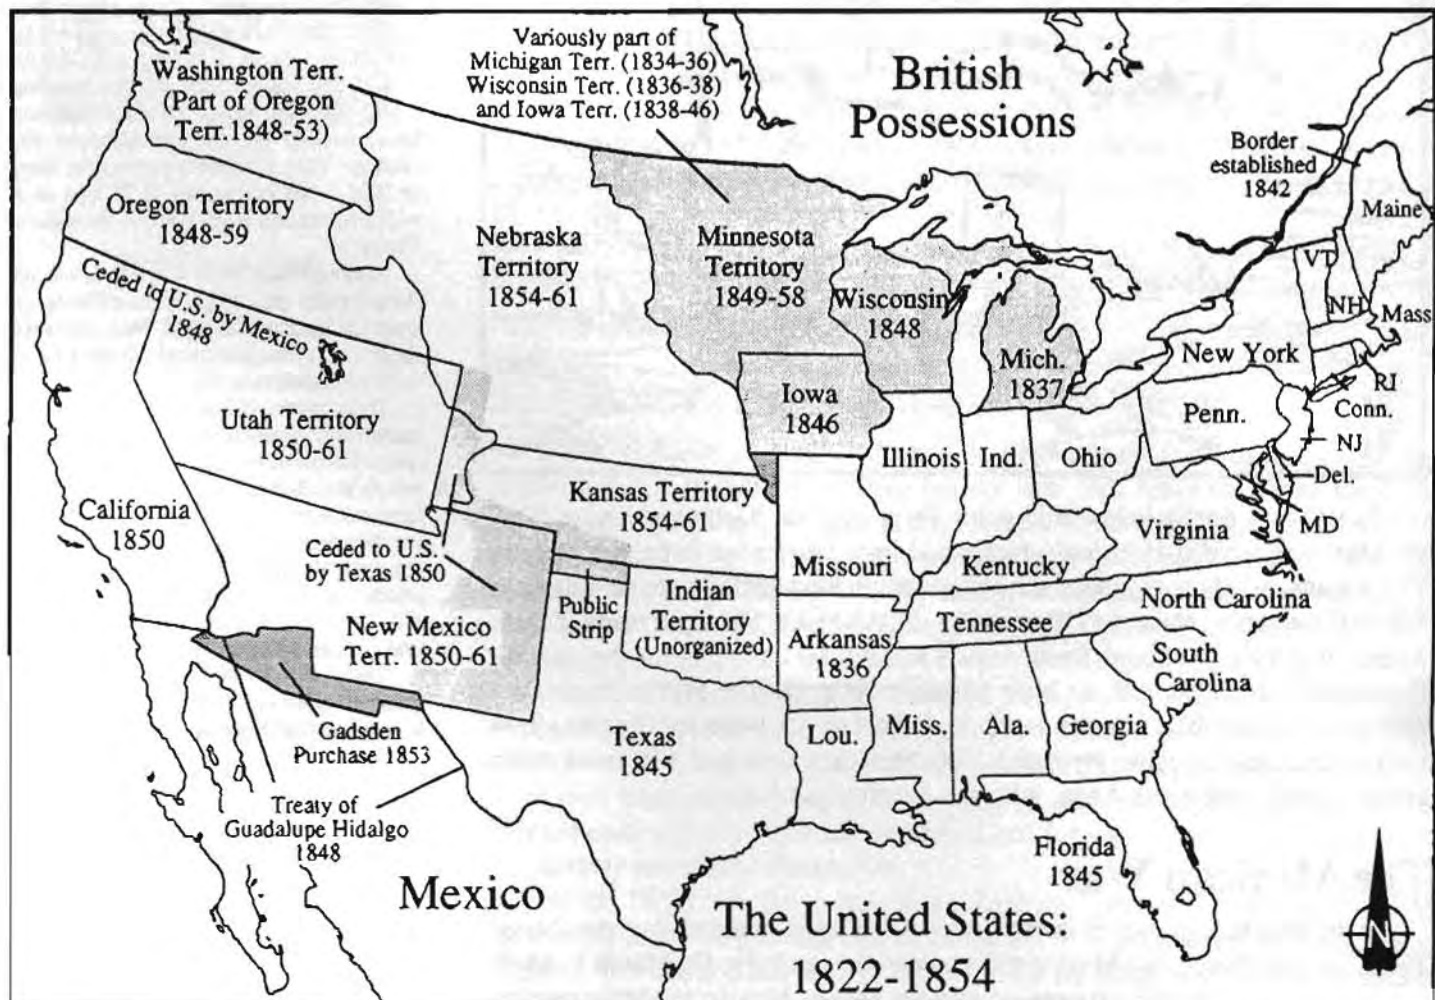 Variously part of
Michigan Terr. (1834-36)
Wisconsin Terr. (1836-38)
and Iowa Terr. (1838-46)
British
Possessions
Washington Terr.
(Part of Oregon
Terr.1848-53)
Border
established
1842
Oregon Territory
1848-59
Nebraska
Territory
1854-61
Minnesota
Territory
1849-58
Maine
VT
NH
Mass
Ceded to U.S. by Mexico
1848
Wisconsin
1848
Mich.
1837
New York
RI
Conn.
Iowa
1846
Penn.
NJ
Utah Territory
1850-61
Illinois
Ind.
Ohio
Del.
Kansas Territory
1854-61
MD
California
1850
Virginia
Ceded to U.S.
by Texas 1850
Missouri
Kentucky
Public
Strip
Indian
Territory
(Unorganized)
North Carolina
Tennessee
New Mexico
Terr. 1850-61
Arkansas
1836
South
Carolina
Gadsden
Purchase 1853
Texas
1845
Lou.
Miss.
Ala.
Georgia
Treaty of
Guadalupe Hidalgo
1848
Florida
1845
Mexico
The United States:
1822-1854
N